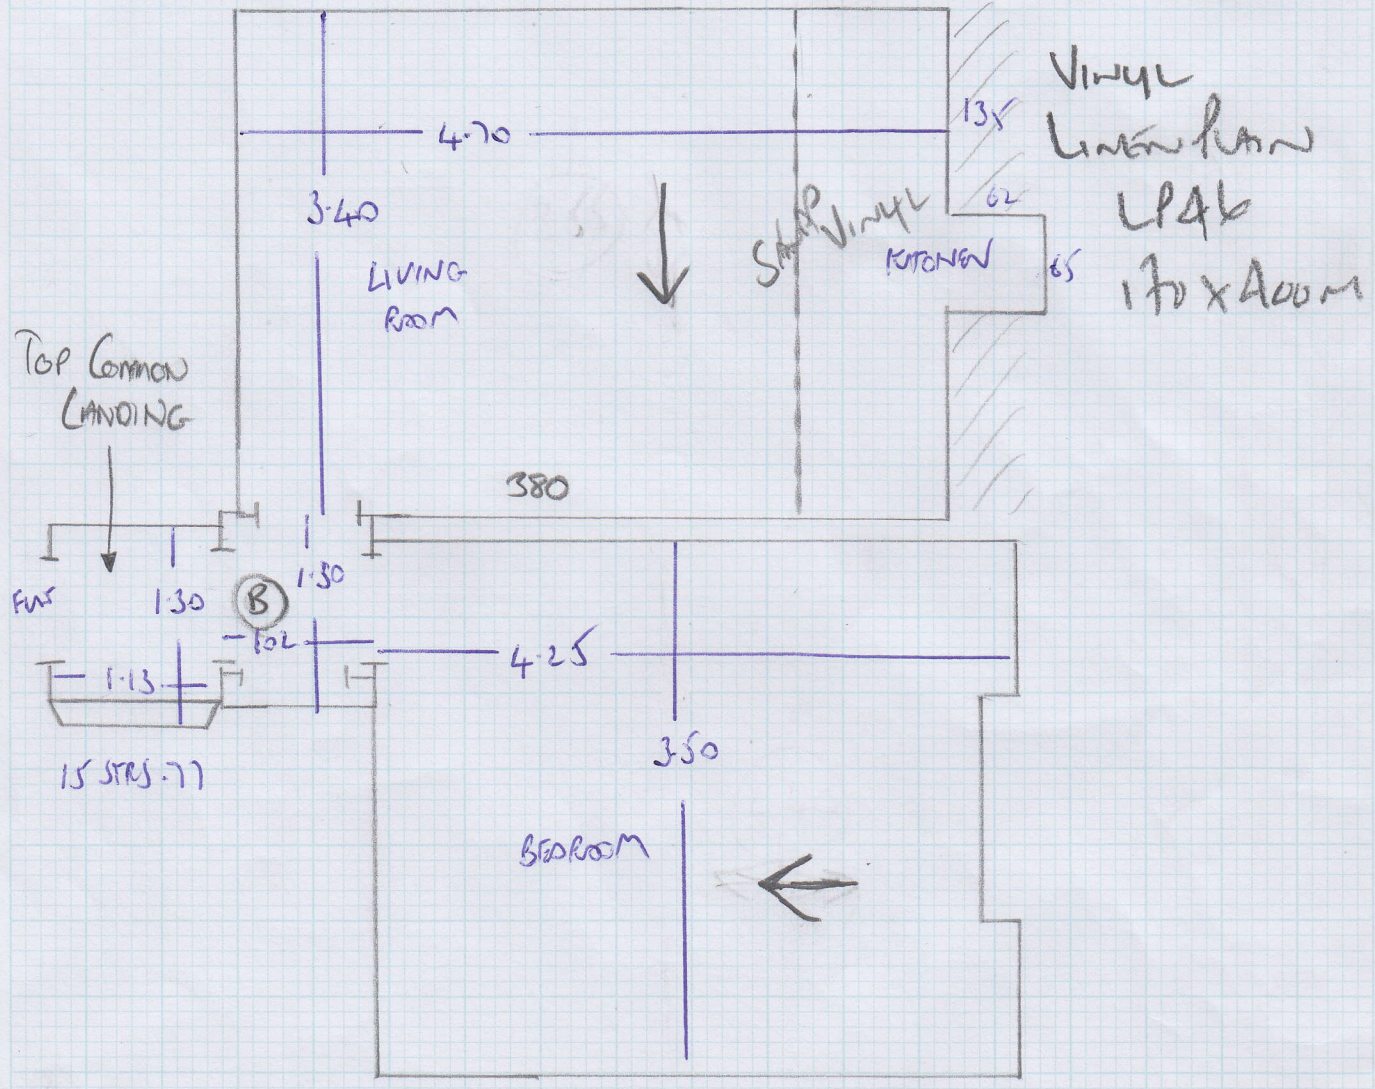 VINYL
LINEN PLAIN
LP46
170 X 400M
135
4.70
62
3.40
STRIP VINYL
KITCHEN
65
LIVING
ROOM
TOP COMMON
LANDING
380
1.30
1.30
B
102
4.25
1.13
3.50
15 STRS .77
BEDROOM